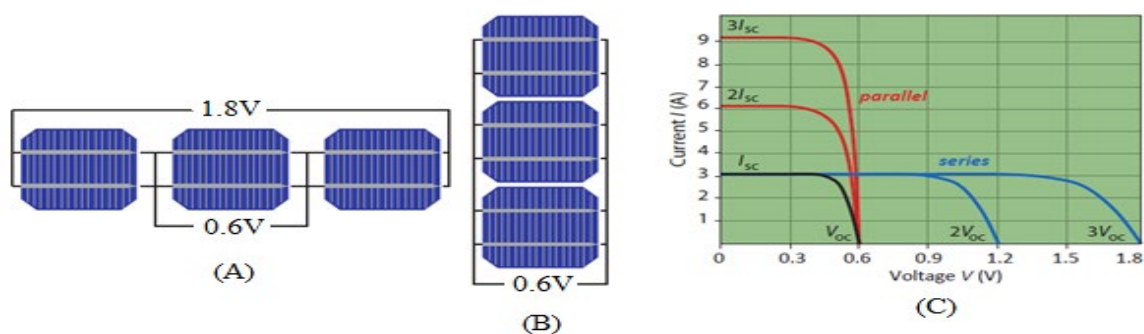 1.8V
0.6V
(A)
0.6V
(B)
Current I (A)
9
8
7
6
5
4
3
2
1
3I_SC
2I_SC
I_SC
parallel
series
V_OC
2V_OC
3V_OC
0
0.3
0.6
0.9
1.2
1.5
1.8
Voltage V (V)
(C)